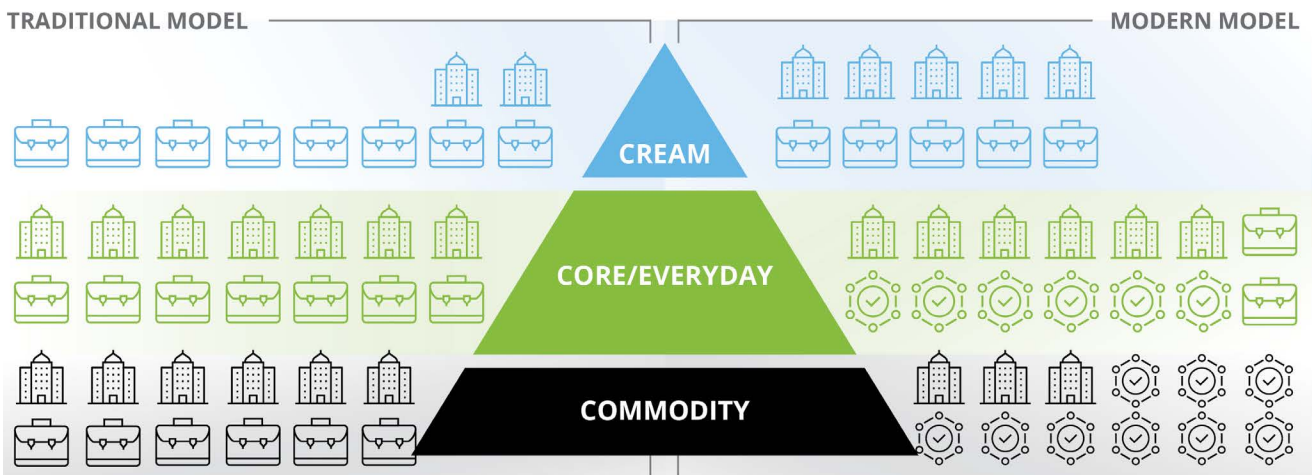 TRADITIONAL MODEL
MODERN MODEL
CREAM
CORE/EVERYDAY
COMMODITY